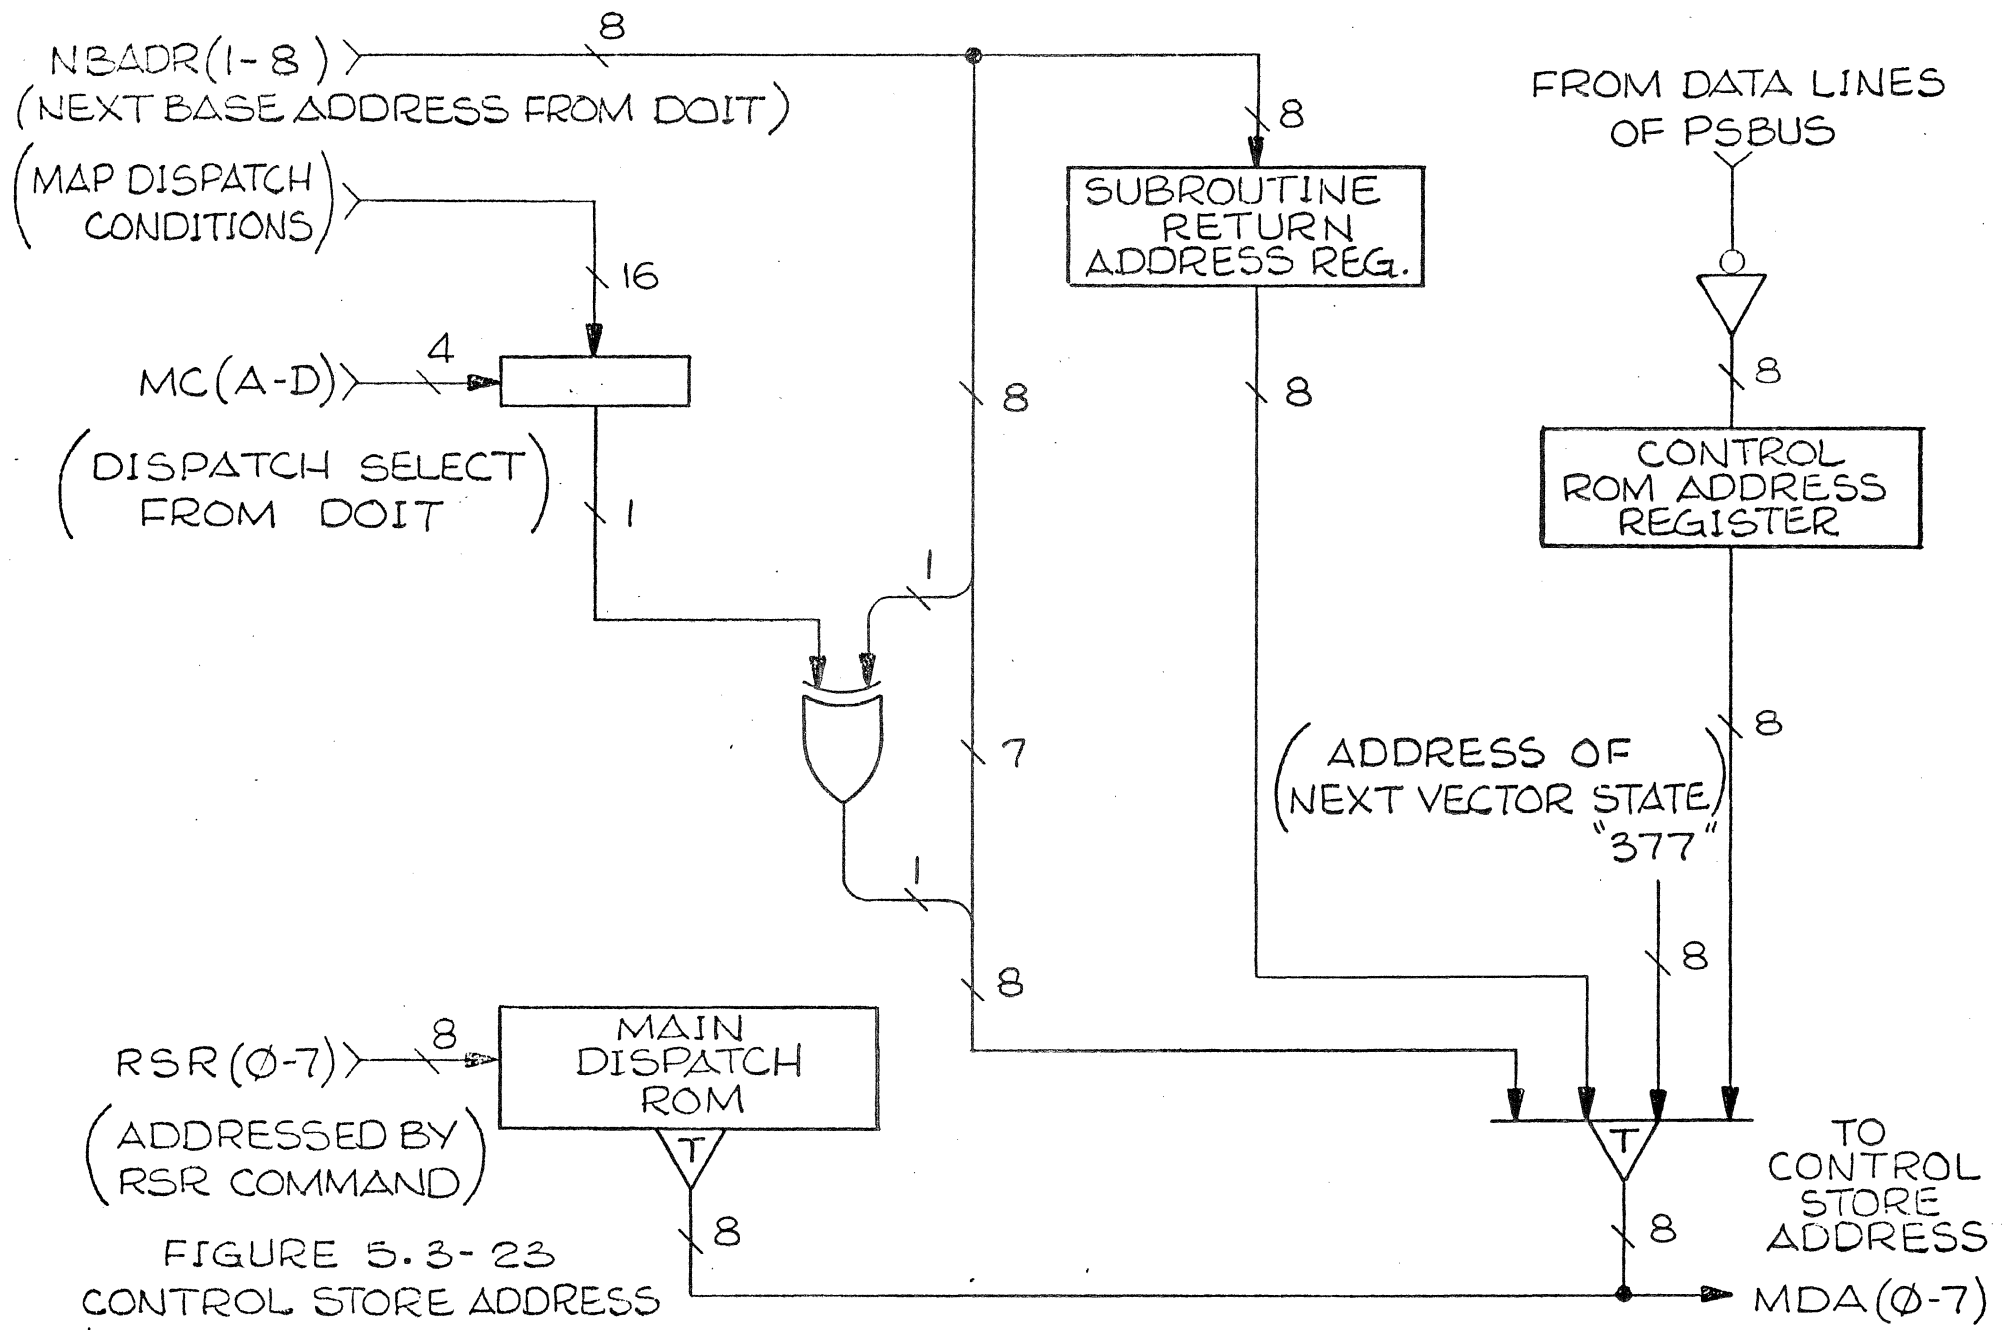 NBADR(1-8)
8
(NEXT BASE ADDRESS FROM DOIT)
8
FROM DATA LINES
OF PSBUS
(MAP DISPATCH
CONDITIONS)
16
SUBROUTINE
RETURN
ADDRESS REG.
MC(A-D)
4
8
8
8
CONTROL
ROM ADDRESS
REGISTER
(DISPATCH SELECT
FROM DOIT)
1
1
7
8
(ADDRESS OF
NEXT VECTOR STATE)
"377"
1
8
8
RSR(Ø-7)
8
MAIN
DISPATCH
ROM
(ADDRESSED BY
RSR COMMAND)
T
T
TO
CONTROL
STORE
ADDRESS
8
8
FIGURE 5.3-23
CONTROL STORE ADDRESS
MDA(Ø-7)